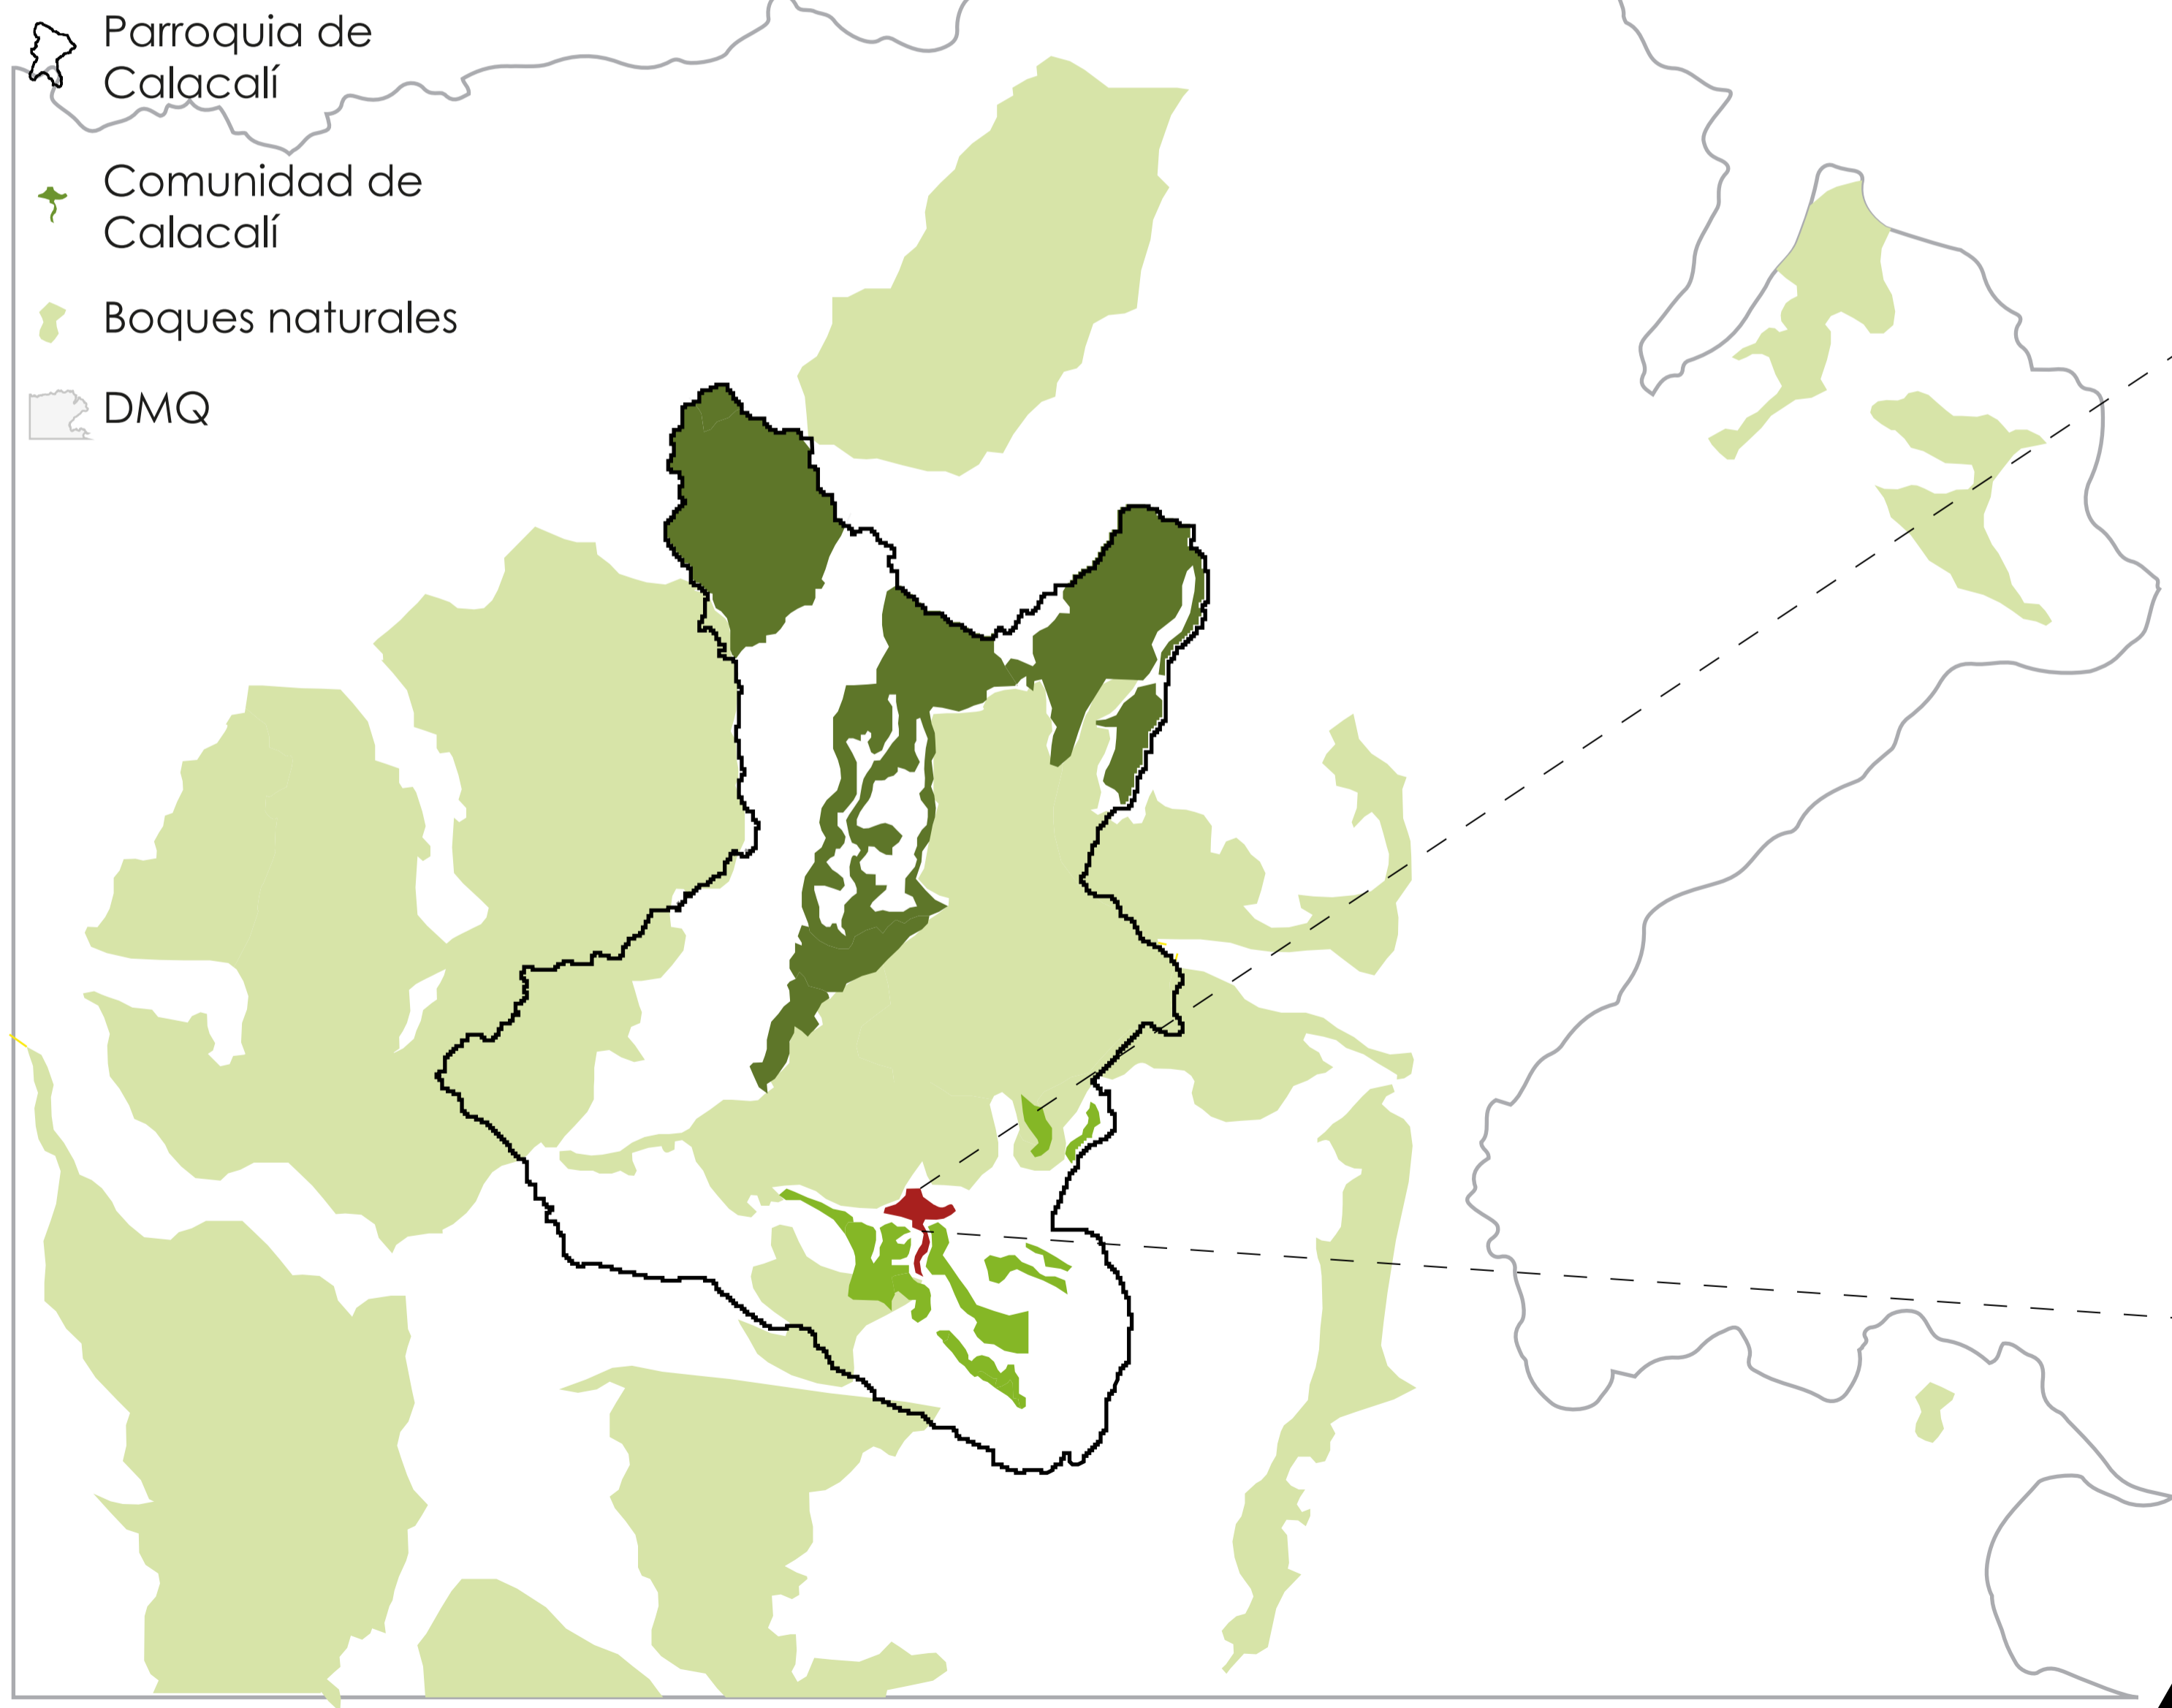 Parroquia de
Calacalí
Comunidad de
Calacalí
Boques naturales
DMQ